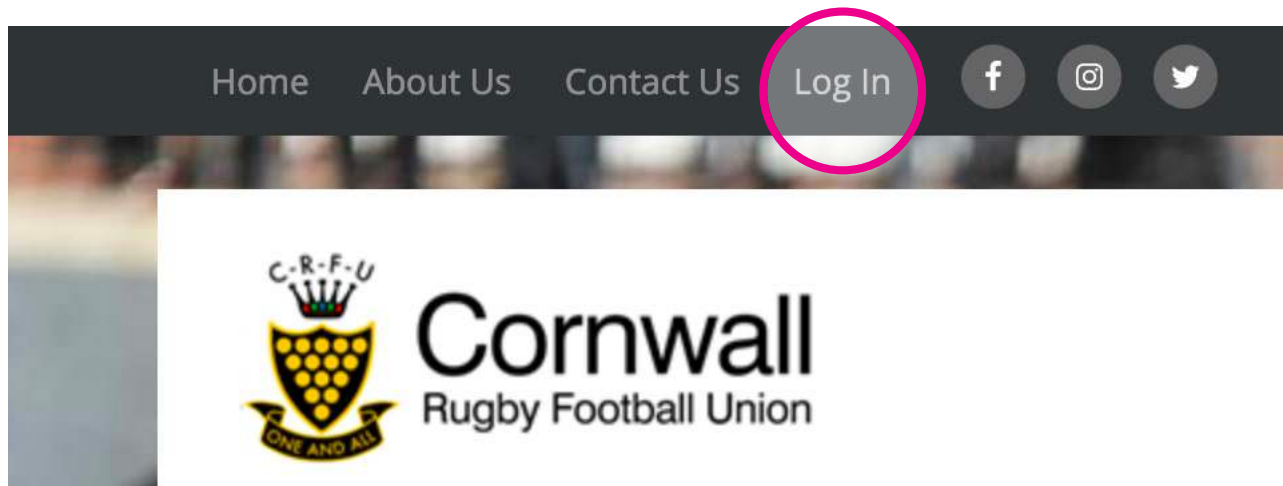 Home About Us Contact Us Log In
C-R-F-U
Cornwall
Rugby Football Union
ONE AND ALL